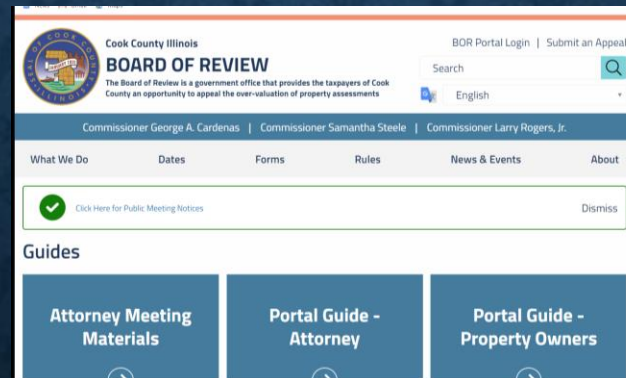 Cook County Illinois
BOR Portal Login | Submit an Appeal
BOARD OF REVIEW
The Board of Review is a government office that provides the taxpayers of Cook
County an opportunity to appeal the over-valuation of property assessments
Search
English
Commissioner George A. Cardenas | Commissioner Samantha Steele | Commissioner Larry Rogers, Jr.
What We Do Dates Forms Rules News & Events About
Click Here for Public Meeting Notices
Dismiss
Guides
Attorney Meeting
Materials
Portal Guide -
Attorney
Portal Guide -
Property Owners